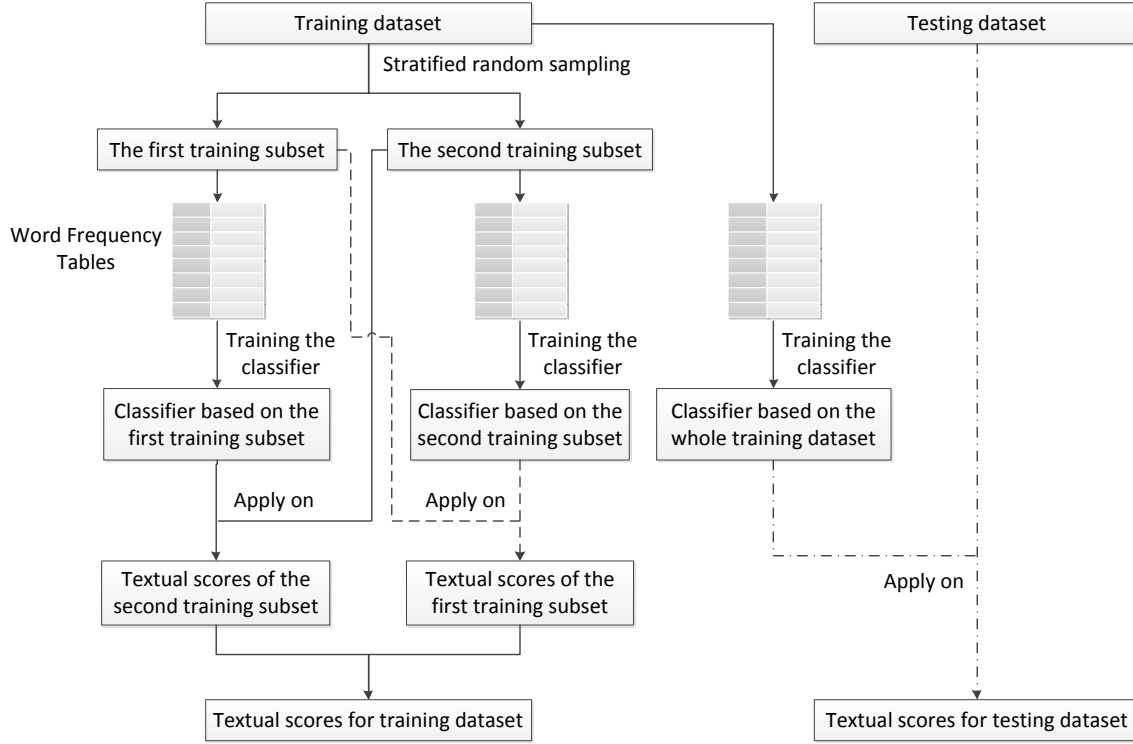 Training dataset
Testing dataset
Stratified random sampling
The first training subset
The second training subset
Word Frequency
Tables
Training the
classifier
Training the
classifier
Training the
classifier
Classifier based on the
first training subset
Classifier based on the
second training subset
Classifier based on the
whole training dataset
Apply on
Apply on
Textual scores of the
second training subset
Textual scores of the
first training subset
Apply on
Textual scores for training dataset
Textual scores for testing dataset